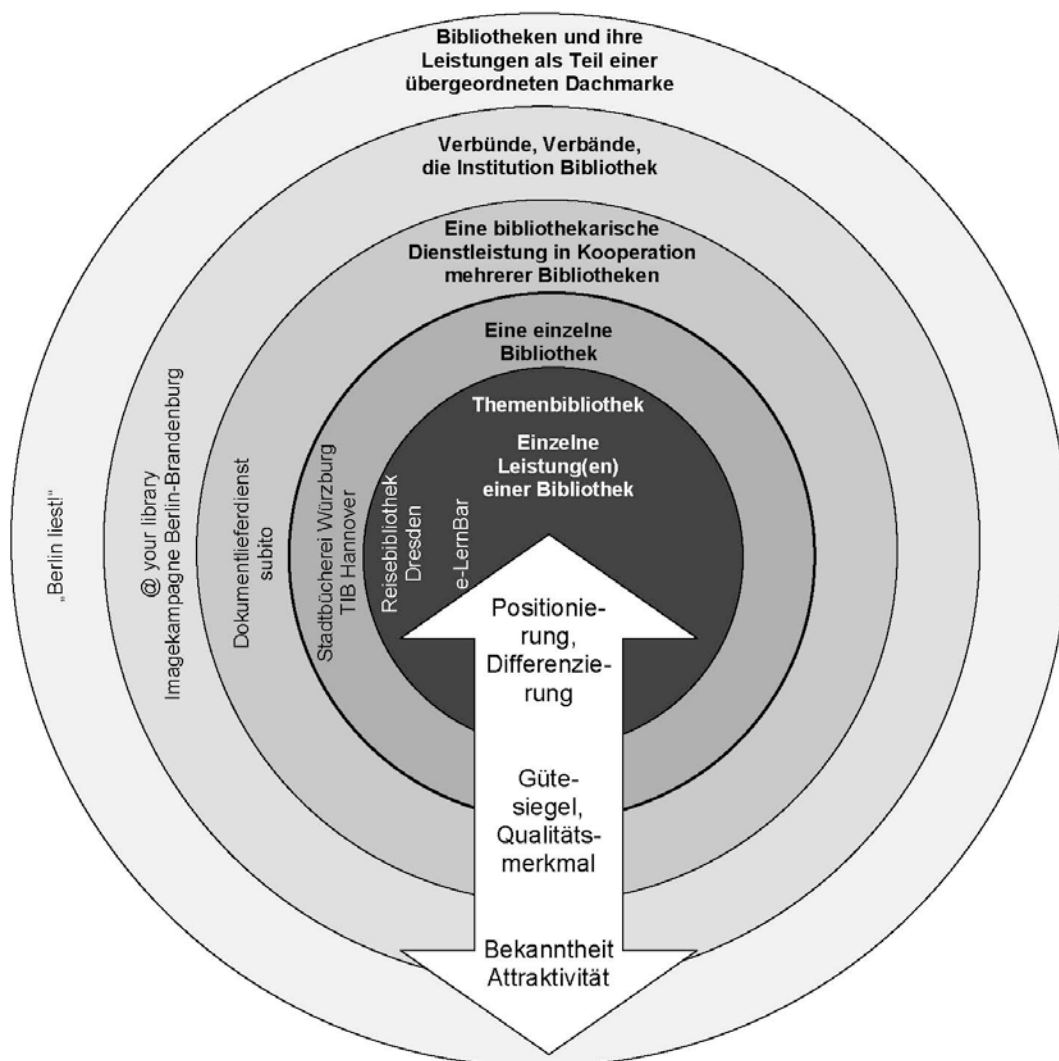 Bibliotheken und ihre
Leistungen als Teil einer
übergeordneten Dachmarke
Verbünde, Verbände,
die Institution Bibliothek
Eine bibliothekarische
Dienstleistung in Kooperation
mehrerer Bibliotheken
Eine einzelne
Bibliothek
Themenbibliothek
Einzelne
Leistung(en)
einer Bibliothek
„Berlin liest!“
@ your library
Imagekampagne Berlin-Brandenburg
Dokumentlieferdienst
subito
Stadtbücherei Würzburg
TIB Hannover
Reisebibliothek
Dresden
e-LernBar
Positionie-
rung,
Differenzie-
rung
Güte-
siegel,
Qualitäts-
merkmal
Bekanntheit
Attraktivität